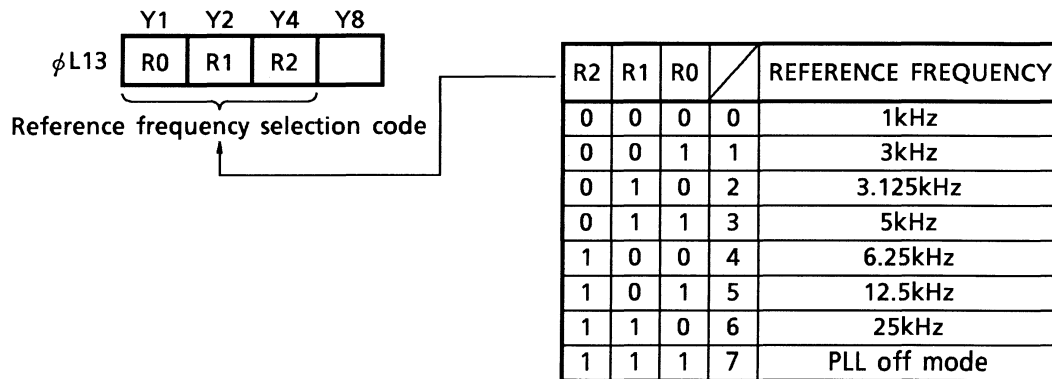 Y1 Y2 Y4 Y8
ϕL13 R0 R1 R2
Reference frequency selection code
R2 R1 R0 REFERENCE FREQUENCY
0 0 0 0 1kHz
0 0 1 1 3kHz
0 1 0 2 3.125kHz
0 1 1 3 5kHz
1 0 0 4 6.25kHz
1 0 1 5 12.5kHz
1 1 0 6 25kHz
1 1 1 7 PLL off mode